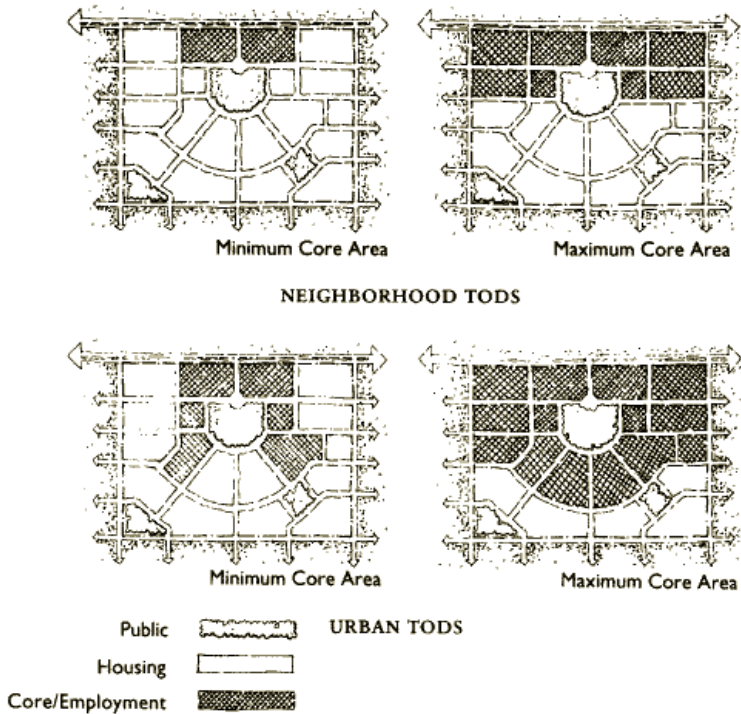 Minimum Core Area
Maximum Core Area
NEIGHBORHOOD TODS
Minimum Core Area
Maximum Core Area
URBAN TODS
Public
Housing
Core/Employment